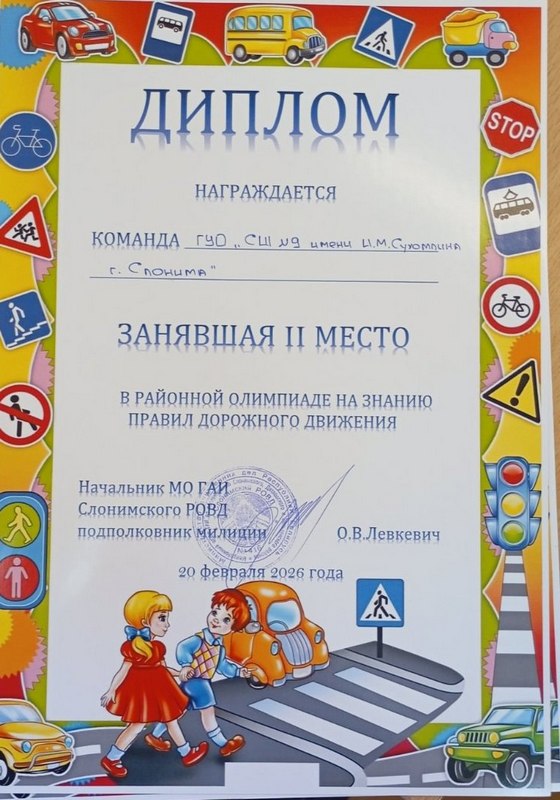 ДИПЛОМ
STOP
НАГРАЖДАЕТСЯ
КОМАНДА ГУО „СШ №9 имени И.М.Сухомлина
г. Слонима"
ЗАНЯВШАЯ II МЕСТО
В РАЙОННОЙ ОЛИМПИАДЕ НА ЗНАНИЮ
ПРАВИЛ ДОРОЖНОГО ДВИЖЕНИЯ
Начальник МО ГАИ
Слонимского РОВД
подполковник милиции О.В.Левкевич
20 февраля 2026 года